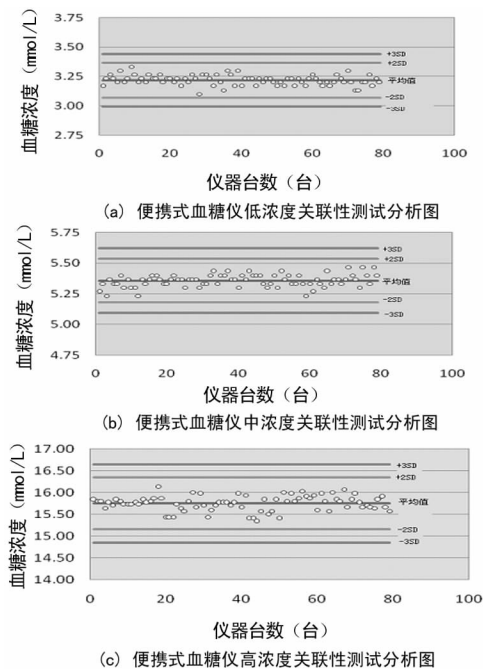 3.75
3.50
3.25
3.00
2.75
血糖浓度（mmol/L）
+3SD
+2SD
平均值
-2SD
-3SD
0 20 40 60 80 100
仪器台数（台）
(a) 便携式血糖仪低浓度关联性测试分析图
5.75
5.50
5.25
5.00
4.75
血糖浓度（mmol/L）
+3SD
+2SD
平均值
-2SD
-3SD
0 20 40 60 80 100
仪器台数（台）
(b) 便携式血糖仪中浓度关联性测试分析图
17.00
16.50
16.00
15.50
15.00
14.50
14.00
血糖浓度（mmol/L）
+3SD
+2SD
平均值
-2SD
-3SD
0 20 40 60 80 100
仪器台数（台）
(c) 便携式血糖仪高浓度关联性测试分析图